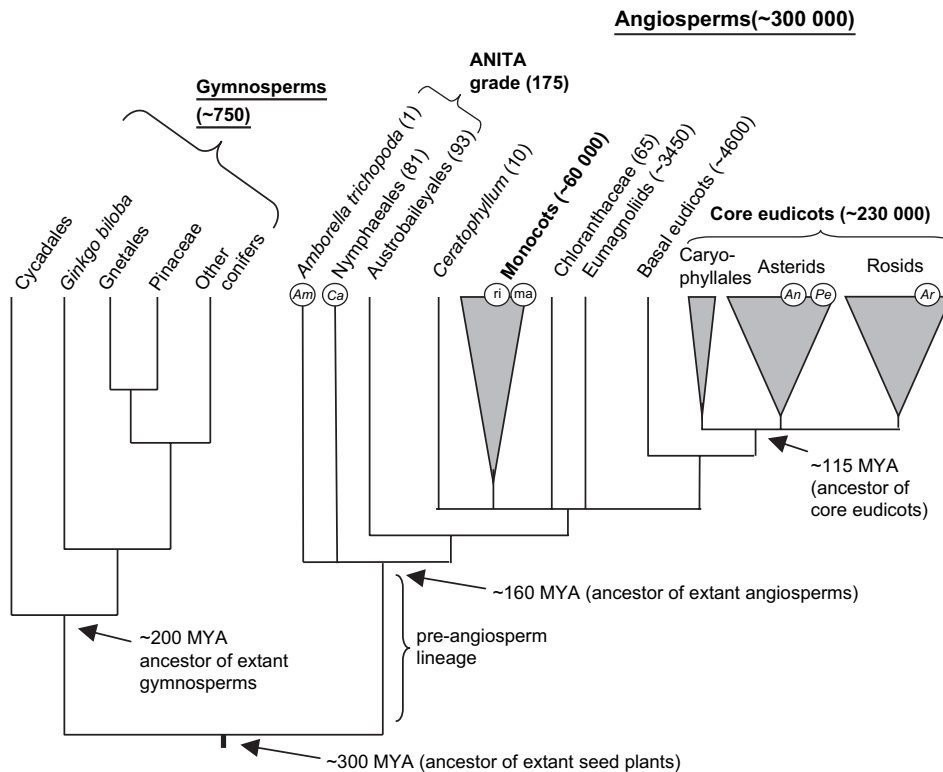 Angiosperms(~300 000)
ANITA
grade (175)
Gymnosperms
(~750)
Cycadales
Ginkgo biloba
Gnetales
Pinaceae
Other
conifers
Amborella trichopoda (1)
Nymphaeales (81)
Austrobaileyales (93)
Ceratophyllum (10)
Monocots (~60 000)
Chloranthaceae (65)
Eumagnoliids (~3450)
Basal eudicots (~4600)
Core eudicots (~230 000)
Caryo-
phyllales
Asterids
Rosids
Am
Ca
ri
ma
An
Pe
Ar
~115 MYA
(ancestor of
core eudicots)
~160 MYA (ancestor of extant angiosperms)
pre-angiosperm
lineage
~200 MYA
ancestor of extant
gymnosperms
~300 MYA (ancestor of extant seed plants)